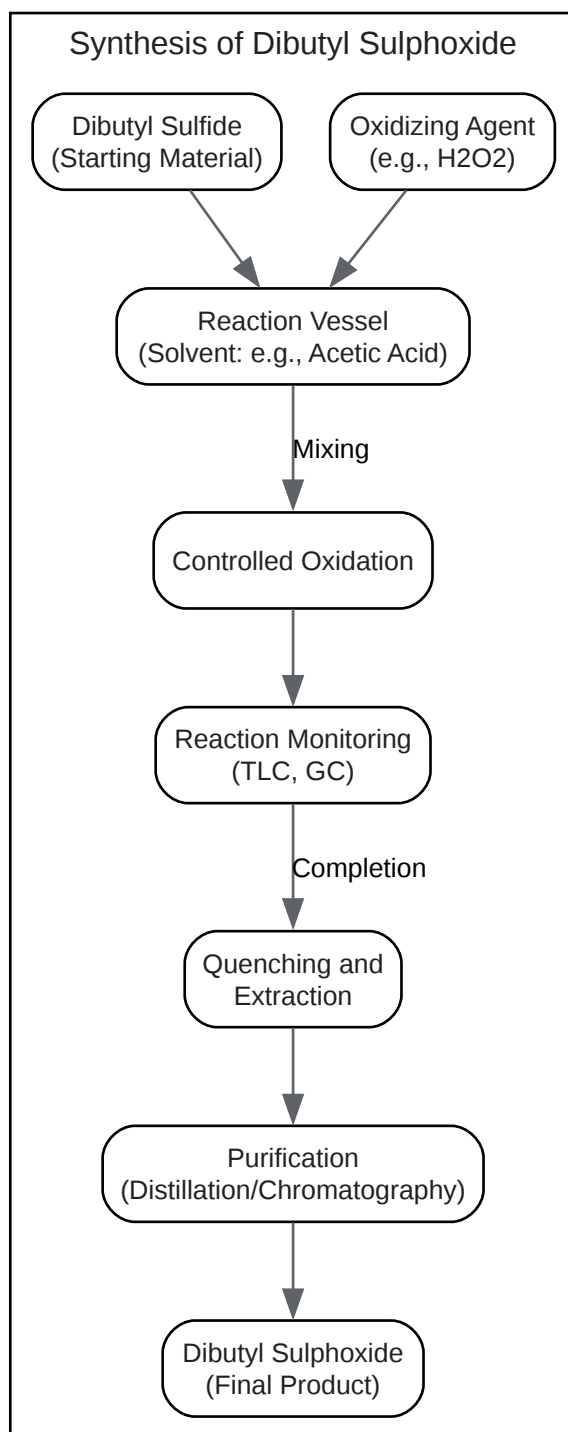 Synthesis of Dibutyl Sulphoxide
Dibutyl Sulfide
(Starting Material)
Oxidizing Agent
(e.g., H2O2)
Reaction Vessel
(Solvent: e.g., Acetic Acid)
Mixing
Controlled Oxidation
Reaction Monitoring
(TLC, GC)
Completion
Quenching and
Extraction
Purification
(Distillation/Chromatography)
Dibutyl Sulphoxide
(Final Product)